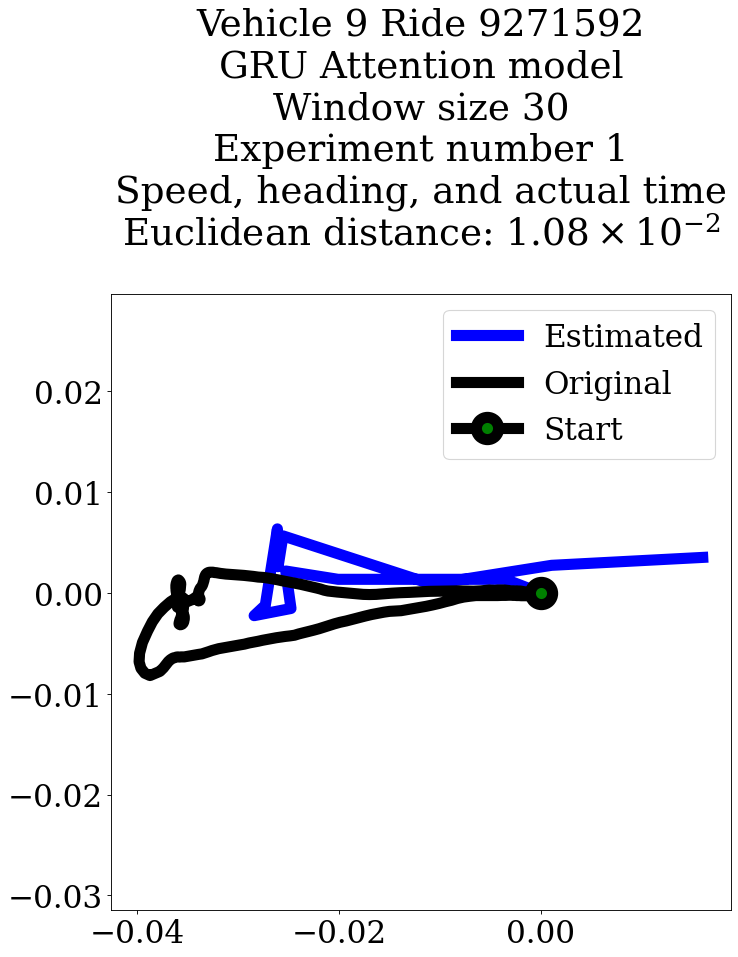 Vehicle 9 Ride 9271592
GRU Attention model
Window size 30
Experiment number 1
Speed, heading, and actual time
Euclidean distance: 1.08 × 10⁻²
Estimated
Original
Start
0.02
0.01
0.00
−0.01
−0.02
−0.03
−0.04
−0.02
0.00